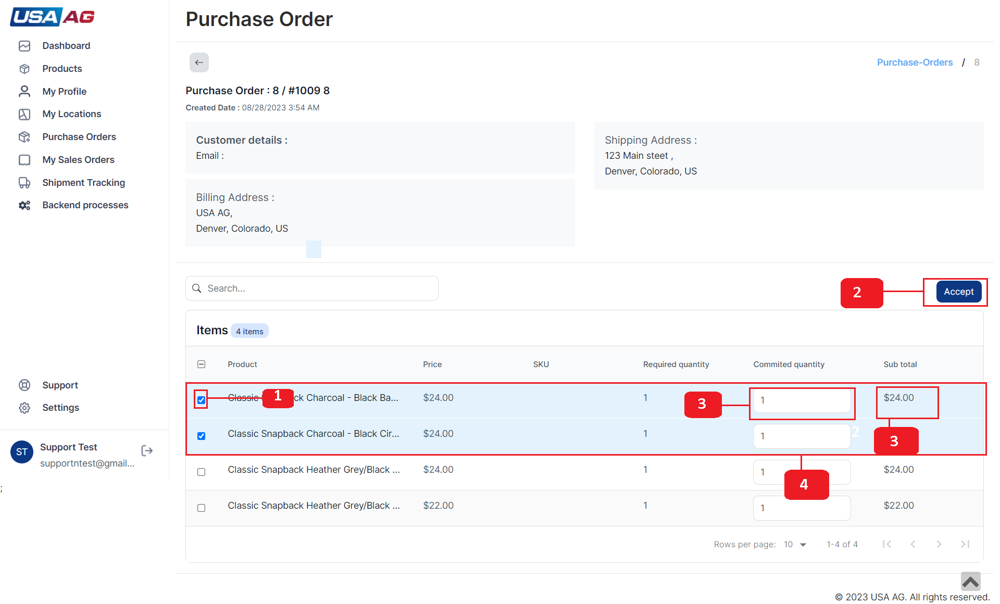 USA AG
Purchase Order
Dashboard
Products
My Profile
My Locations
Purchase Orders
My Sales Orders
Shipment Tracking
Backend processes
Support
Settings
ST
Support Test
supportntest@gmail...
;
Purchase-Orders / 8
Purchase Order : 8 / #1009 8
Created Date : 08/28/2023 3:54 AM
Customer details :
Email :
Shipping Address :
123 Main steet ,
Denver, Colorado, US
Billing Address :
USA AG,
Denver, Colorado, US
Search...
2
Accept
Items 4 items
Product Price SKU Required quantity Commited quantity Sub total
Classic 1 ck Charcoal - Black Ba... $24.00 1 3 1 $24.00
Classic Snapback Charcoal - Black Cir... $24.00 1 1 2 3
Classic Snapback Heather Grey/Black ... $24.00 1 1 $24.00
4
Classic Snapback Heather Grey/Black ... $22.00 1 1 $22.00
Rows per page: 10 1-4 of 4
© 2023 USA AG. All rights reserved.